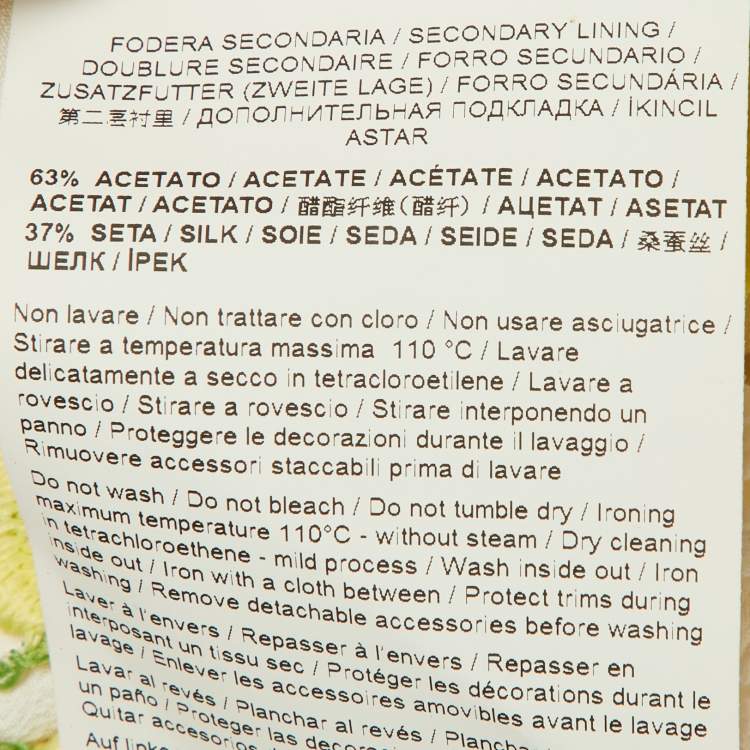 FODERA SECONDARIA / SECONDARY LINING /
DOUBLURE SECONDAIRE / FORRO SECUNDARIO /
ZUSATZFUTTER (ZWEITE LAGE) / FORRO SECUNDÁRIA /
第二套衬里 / ДОПОЛНИТЕЛЬНАЯ ПОДКЛАДКА / İKINCIL
ASTAR
63% ACETATO / ACETATE / ACÉTATE / ACETATO /
ACETAT / ACETATO / 醋酯纤维(醋纤) / АЦЕТАТ / ASETAT
37% SETA / SILK / SOIE / SEDA / SEIDE / SEDA / 桑蚕丝 /
ШЕЛК / İPEK
Non lavare / Non trattare con cloro / Non usare asciugatrice /
Stirare a temperatura massima 110 °C / Lavare
delicatamente a secco in tetracloroetilene / Lavare a
rovescio / Stirare a rovescio / Stirare interponendo un
panno / Proteggere le decorazioni durante il lavaggio /
Rimuovere accessori staccabili prima di lavare
Do not wash / Do not bleach / Do not tumble dry / Ironing
maximum temperature 110°C - without steam / Dry cleaning
in tetrachloroethene - mild process / Wash inside out / Iron
inside out / Iron with a cloth between / Protect trims during
washing / Remove detachable accessories before washing
Laver à l'envers / Repasser à l'envers / Repasser en
interposant un tissu sec / Protéger les décorations durant le
lavage / Enlever les accessoires amovibles avant le lavage
Lavar al revés / Planchar al revés / Plancha
un paño / Proteger las decora
Quitar accesorios
Auf links